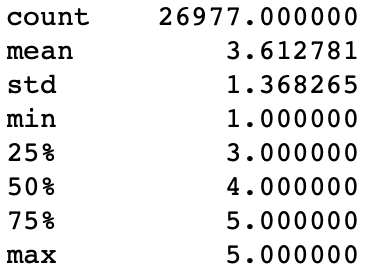 count 26977.000000
mean 3.612781
std 1.368265
min 1.000000
25% 3.000000
50% 4.000000
75% 5.000000
max 5.000000